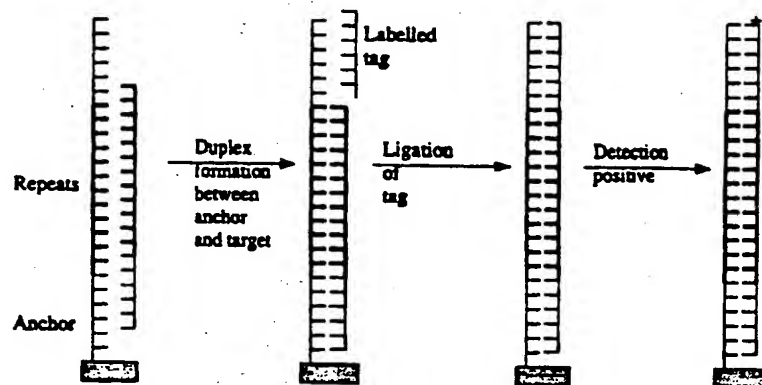 Labelled
tag
Duplex
formation
between
anchor
and target
Ligation
of
tag
Detection
positive
Repeats
Anchor